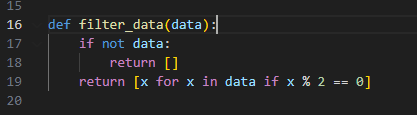 15
16 def filter_data(data):
17     if not data:
18         return []
19     return [x for x in data if x % 2 == 0]
20